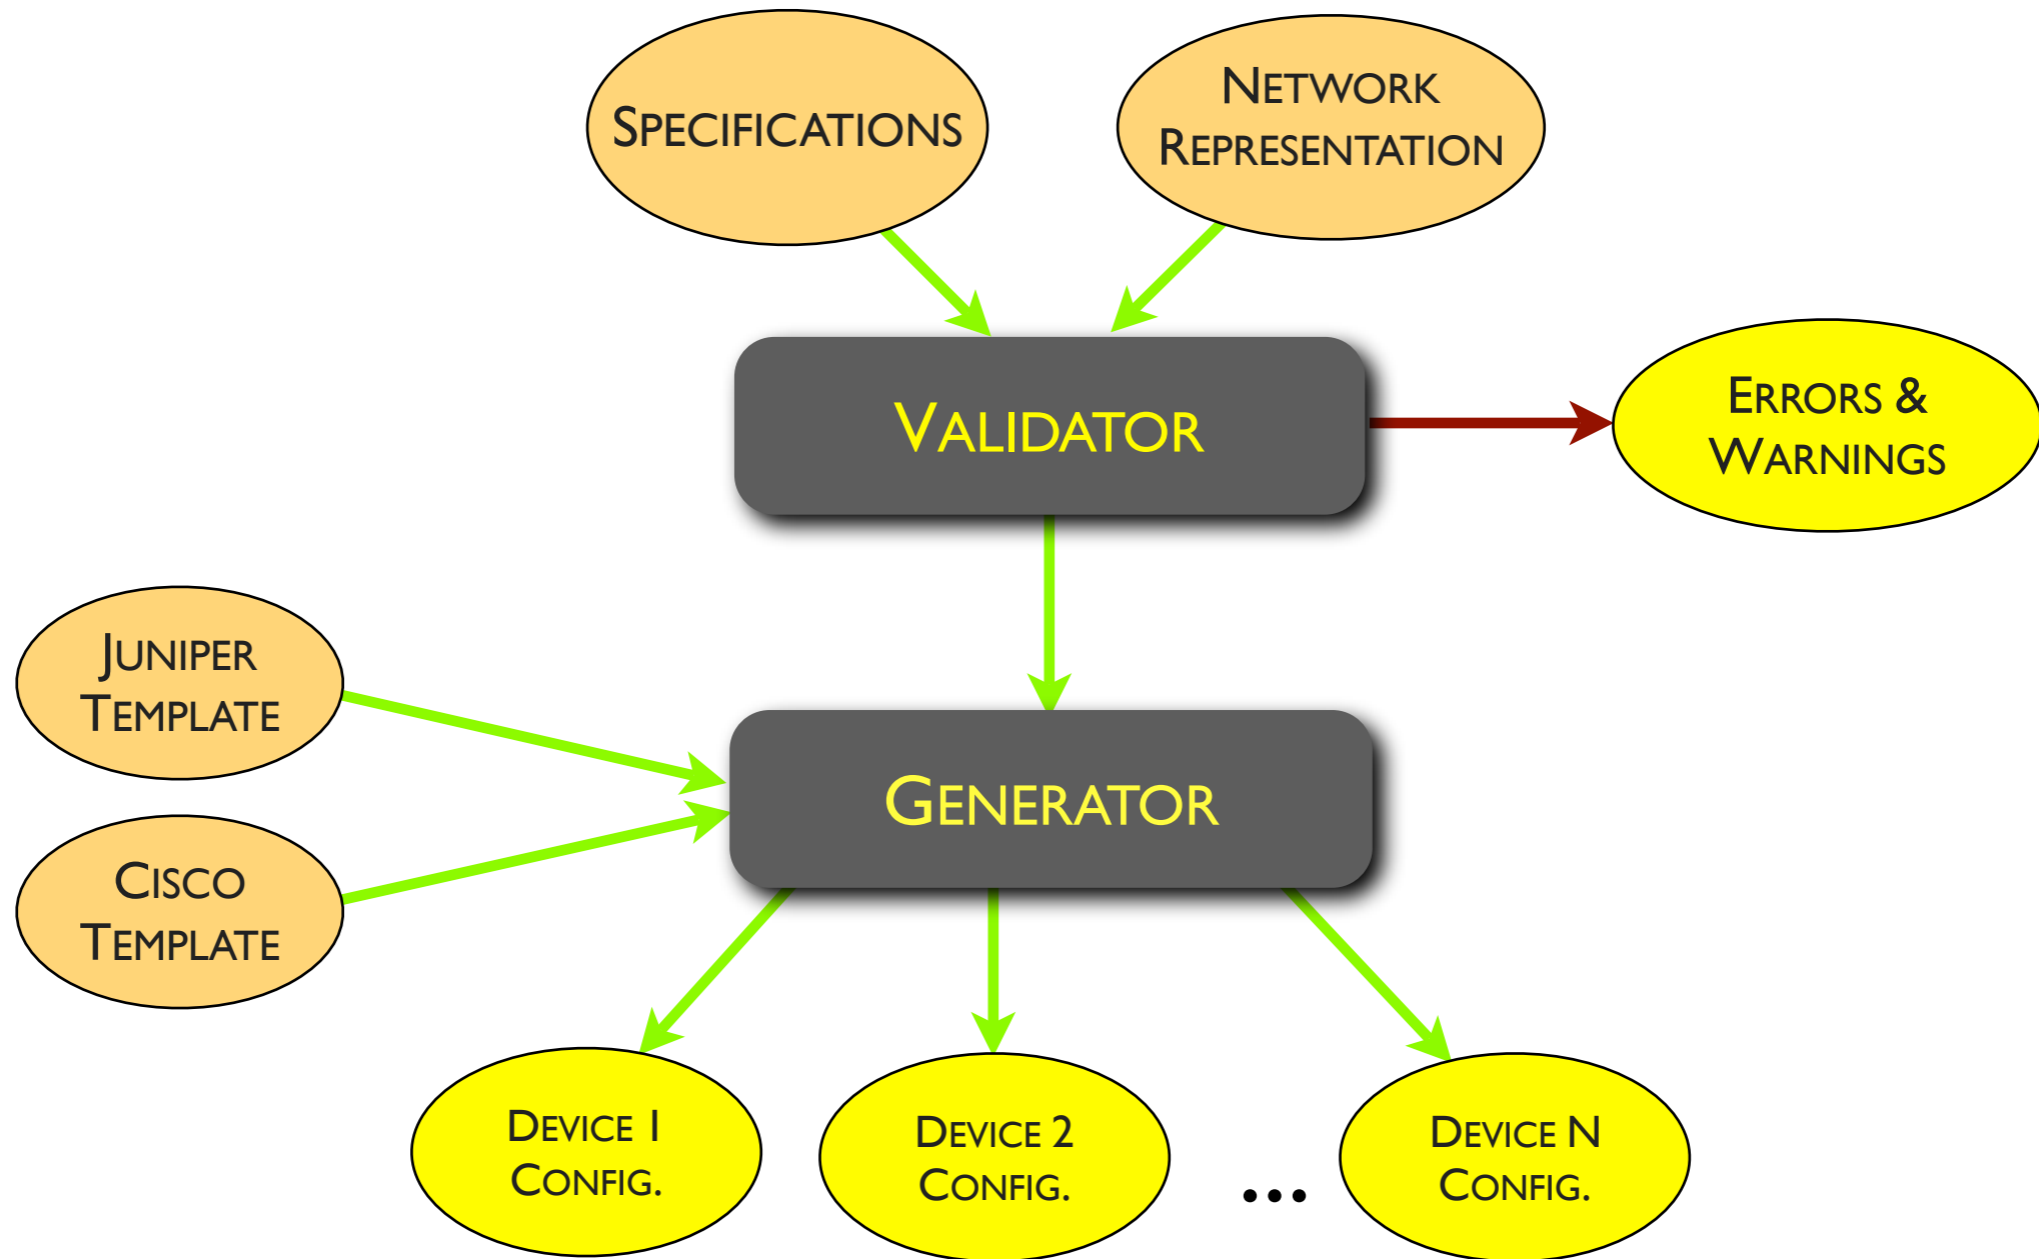 SPECIFICATIONS
NETWORK
REPRESENTATION
VALIDATOR
ERRORS &
WARNINGS
JUNIPER
TEMPLATE
GENERATOR
CISCO
TEMPLATE
DEVICE 1
CONFIG.
DEVICE 2
CONFIG.
...
DEVICE N
CONFIG.